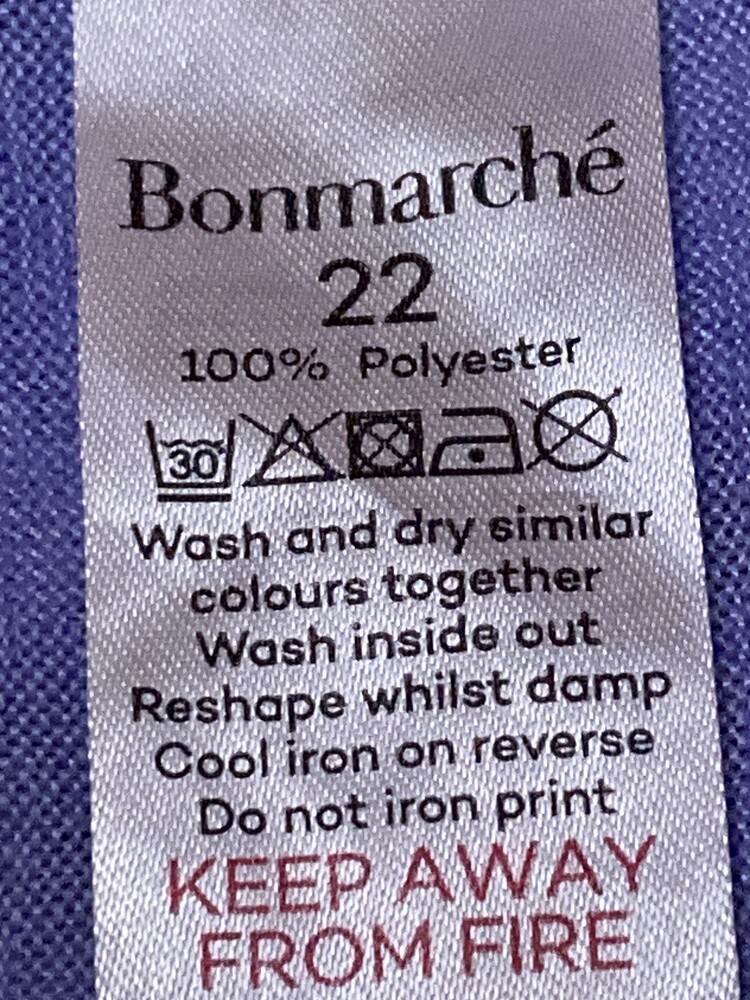 Bonmarché
22
100% Polyester
30
Wash and dry similar
colours together
Wash inside out
Reshape whilst damp
Cool iron on reverse
Do not iron print
KEEP AWAY
FROM FIRE